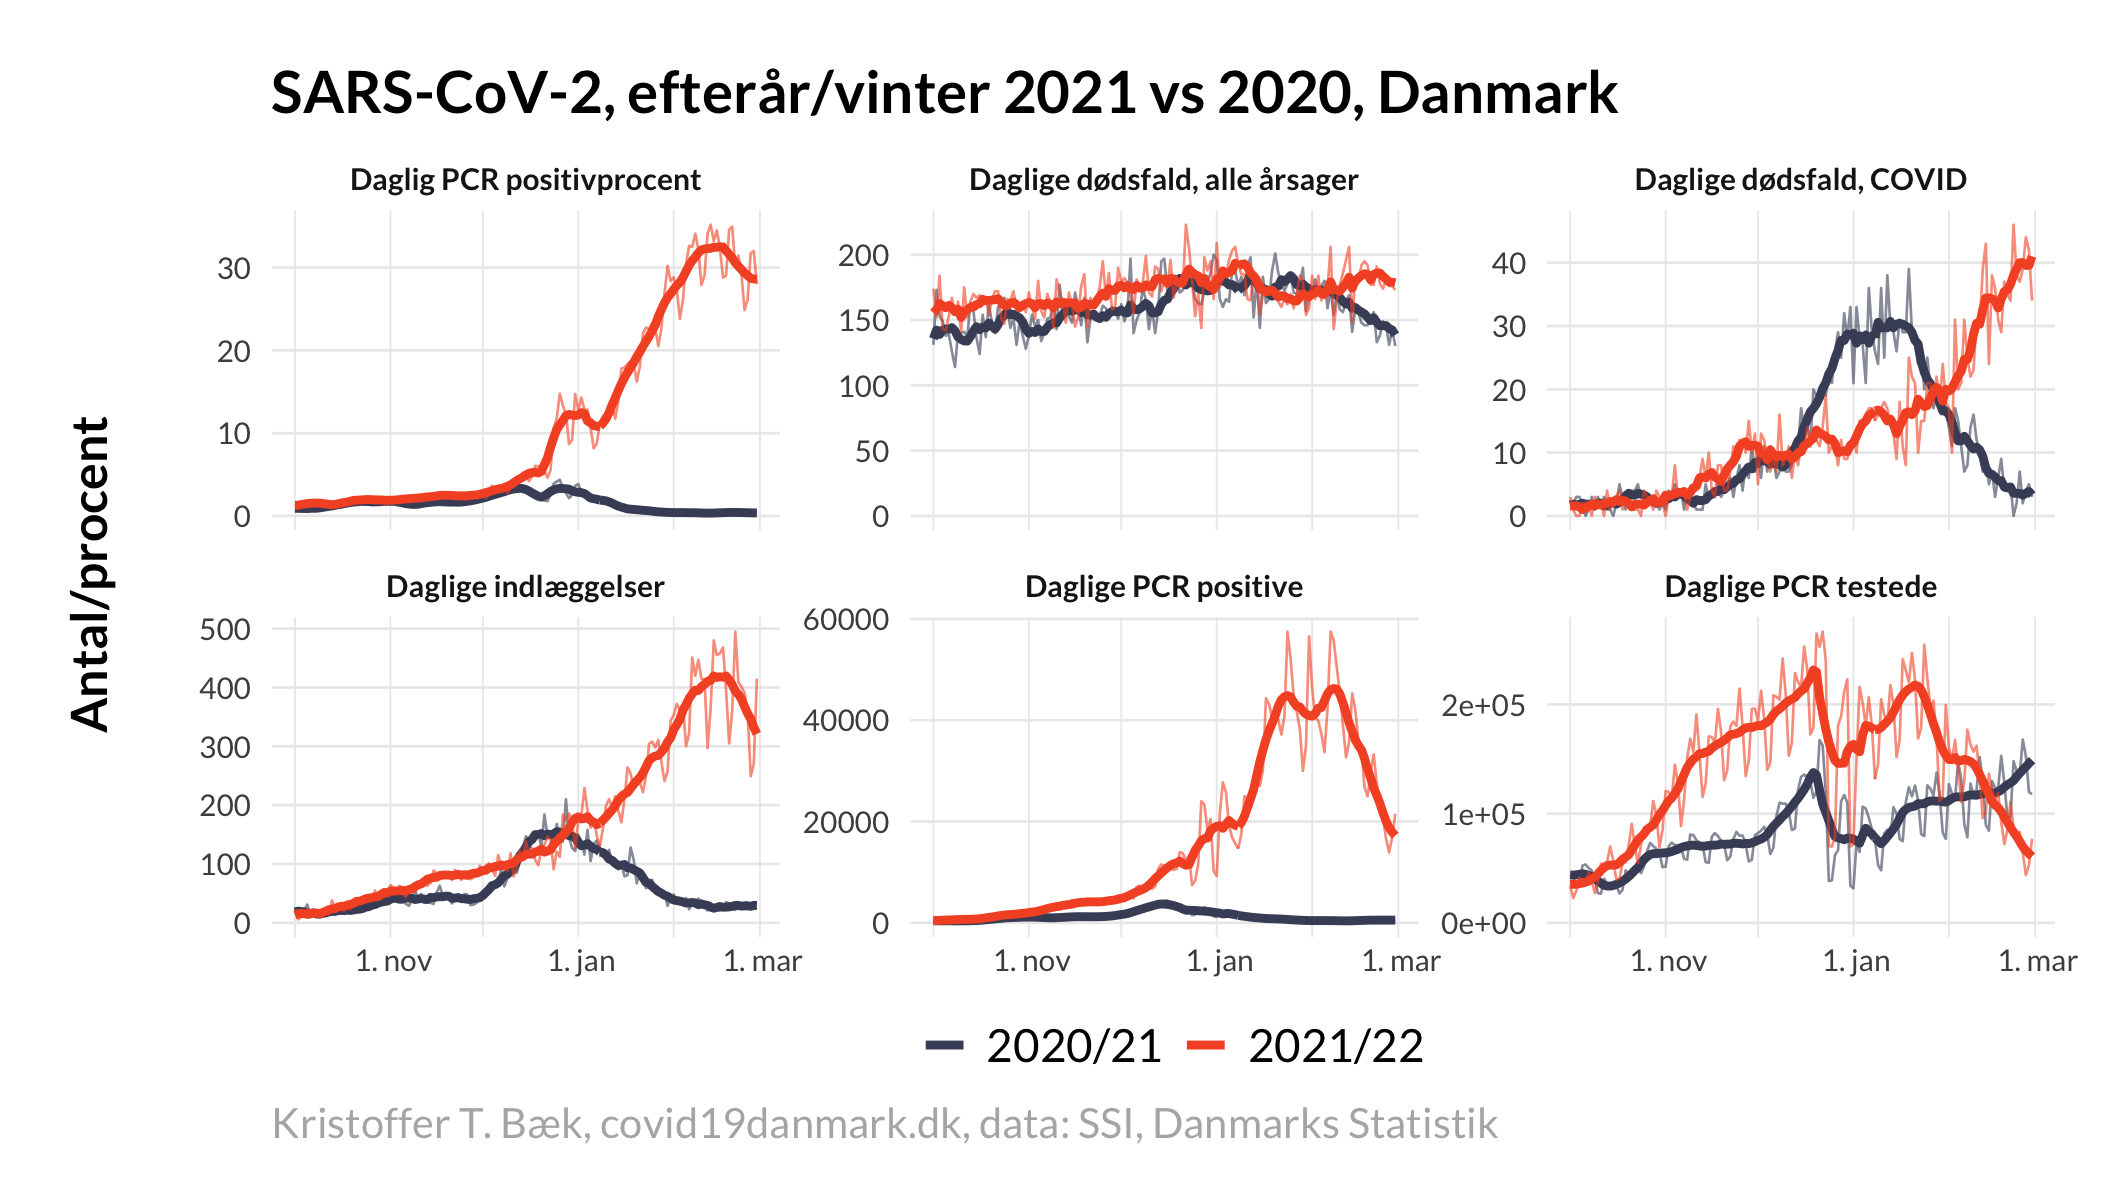 SARS-CoV-2, efterår/vinter 2021 vs 2020, Danmark
Antal/procent
Daglig PCR positivprocent
30
20
10
0
Daglige dødsfald, alle årsager
200
150
100
50
0
Daglige dødsfald, COVID
40
30
20
10
0
Daglige indlæggelser
500
400
300
200
100
0
1. nov
1. jan
1. mar
Daglige PCR positive
60000
40000
20000
0
1. nov
1. jan
1. mar
Daglige PCR testede
2e+05
1e+05
0e+00
1. nov
1. jan
1. mar
2020/21
2021/22
Kristoffer T. Bæk, covid19danmark.dk, data: SSI, Danmarks Statistik